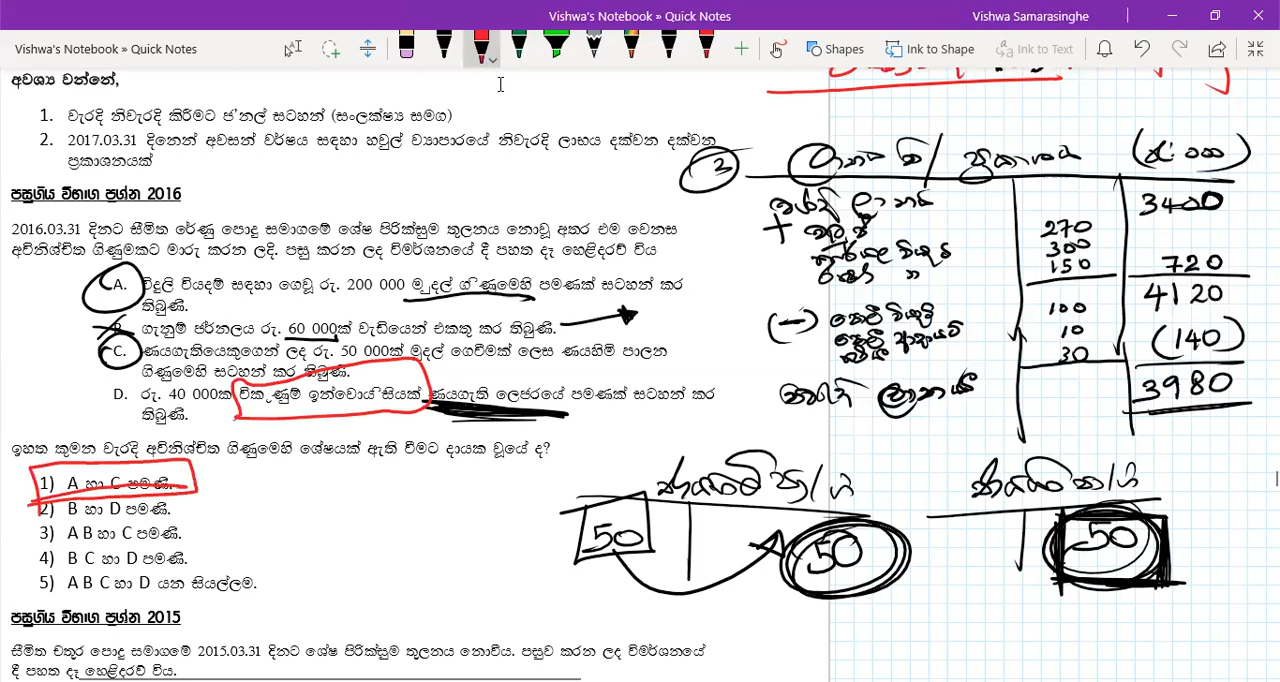 Vishwa's Notebook » Quick Notes
Vishwa Samarasinghe
Vishwa's Notebook » Quick Notes
Shapes
Ink to Shape
Ink to Text
අවශ්‍ය වන්නේ,
1. වැරදි නිවැරදි කිරීමට ජ'නල් සටහන් (සංලක්ෂ්‍ය සමග)
2. 2017.03.31 දිනෙන් අවසන් වර්ෂය සඳහා හවුල් ව්‍යාපාරයේ නිවැරදි ලාභය දක්වන දක්වන
ප්‍රකාශනයක්
පසුගිය විභාග ප්‍රශ්න 2016
2016.03.31 දිනට සීමිත රේණු පොදු සමාගමේ ශේෂ පිරික්සුම තුලනය නොවූ අතර එම වෙනස
අවිනිශ්චිත ගිණුමකට මාරු කරන ලදි. පසු කරන ලද විමර්ශනයේ දී පහත දෑ හෙළිදරව් විය
A. විදුලි වියදම් සඳහා ගෙවූ රු. 200 000 මුදල් ගිණුමෙහි පමණක් සටහන් කර
තිබුණි.
B. ගැනුම් ජර්නලය රු. 60 000ක් වැඩියෙන් එකතු කර තිබුණි.
C. ණයගැතියෙකුගෙන් ලද රු. 50 000ක් මුදල් ගෙවීමක් ලෙස ණයහිමි පාලන
ගිණුමෙහි සටහන් කර තිබුණි.
D. රු. 40 000ක විකුණුම් ඉන්වොයිසියක් ණයගැති ලෙජරයේ පමණක් සටහන් කර
තිබුණි.
ඉහත කුමන වැරදි අවිනිශ්චිත ගිණුමෙහි ශේෂයක් ඇති වීමට දායක වූයේ ද?
1) A හා C පමණි.
2) B හා D පමණි.
3) A B හා C පමණි.
4) B C හා D පමණි.
5) A B C හා D යන සියල්ලම.
පසුගිය විභාග ප්‍රශ්න 2015
සීමිත චතුර පොදු සමාගමේ 2015.03.31 දිනට ශේෂ පිරික්සුම තුලනය නොවීය. පසුව කරන ලද විමර්ශනයේ
දී පහත දෑ හෙළිදරව් විය.
3400
+
270
300
150 720
4120
(-) 100
10
30 (140)
3980
50 50 50